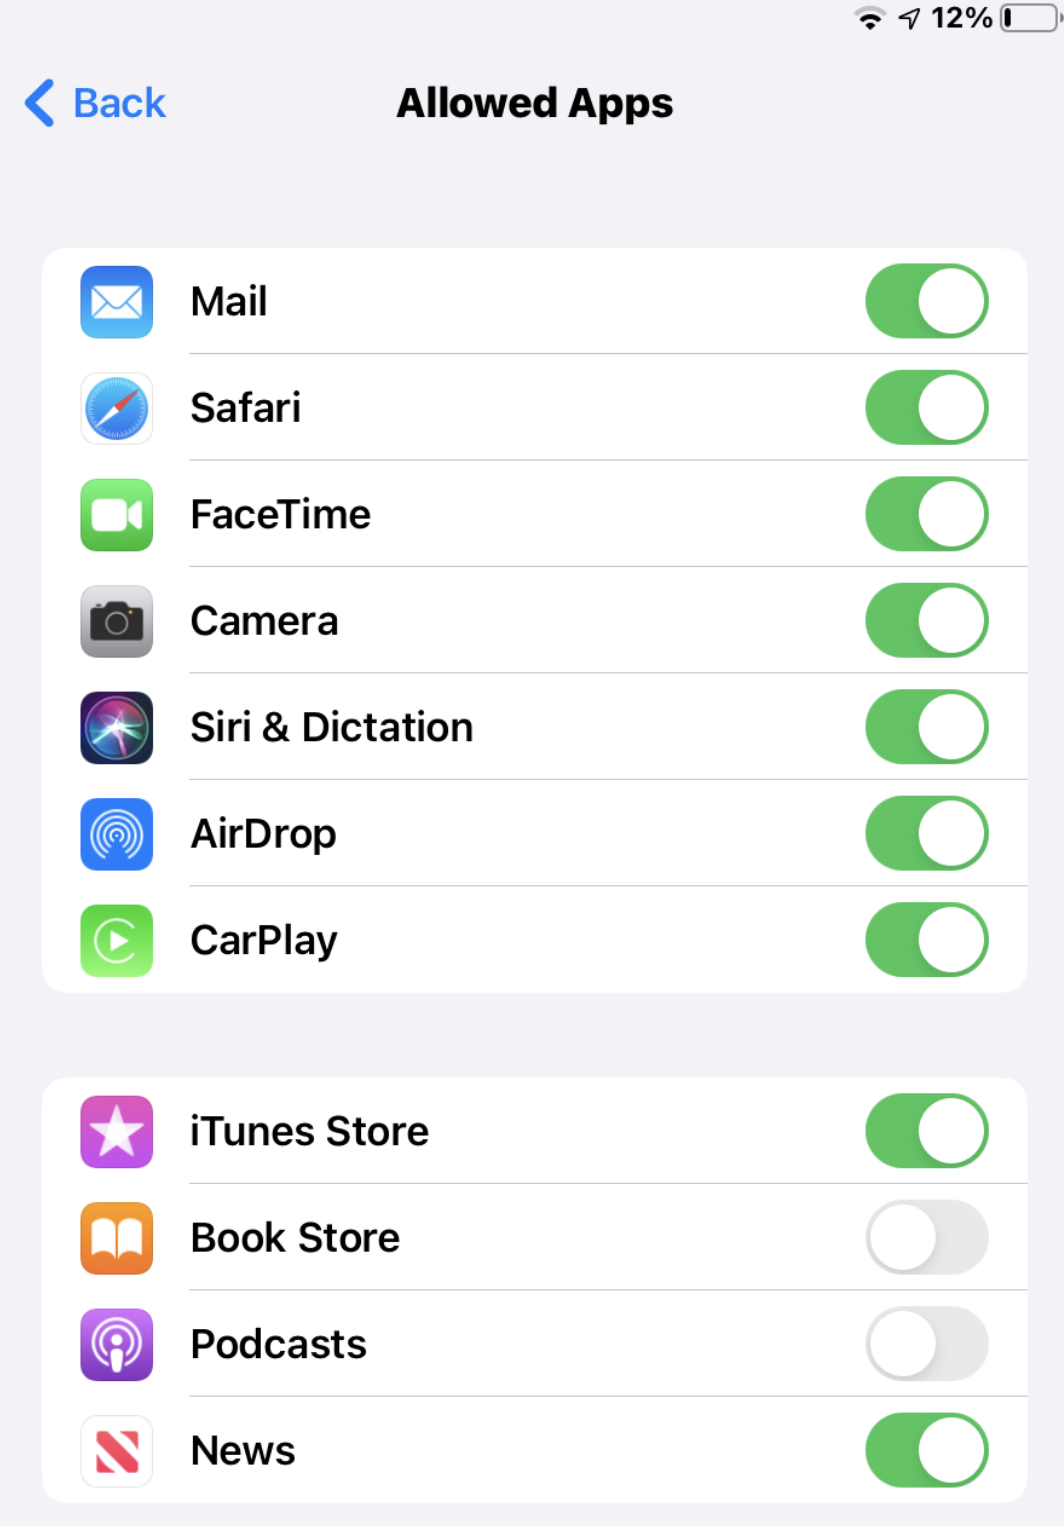 12%
Back
Allowed Apps
Mail
Safari
FaceTime
Camera
Siri & Dictation
AirDrop
CarPlay
iTunes Store
Book Store
Podcasts
News